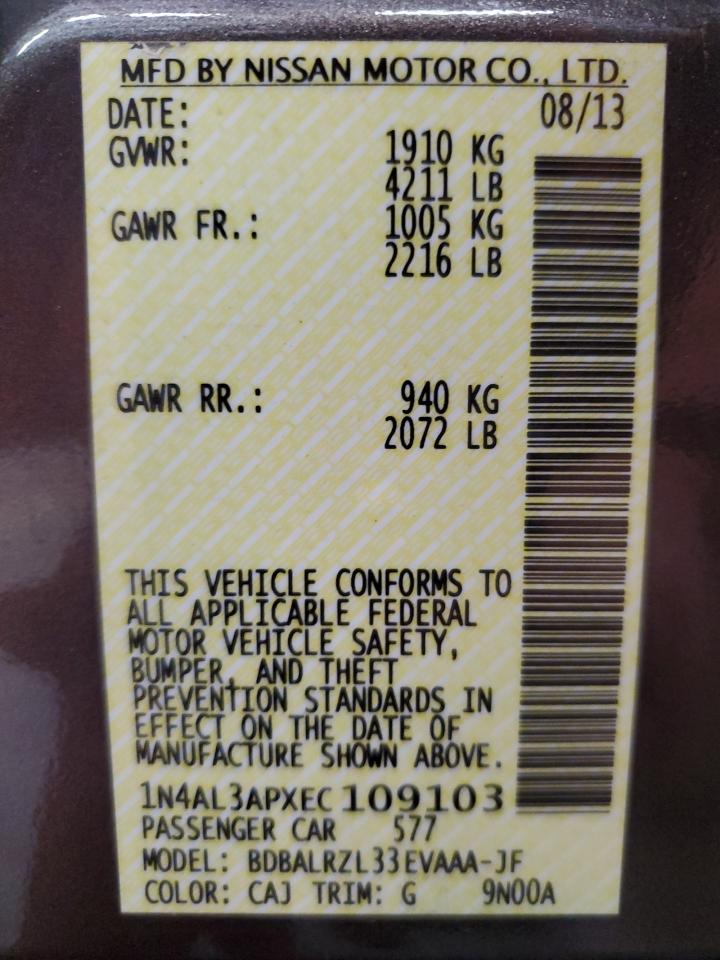 MFD BY NISSAN MOTOR CO., LTD.
DATE: 08/13
GVWR: 1910 KG
4211 LB
GAWR FR.: 1005 KG
2216 LB
GAWR RR.: 940 KG
2072 LB
THIS VEHICLE CONFORMS TO
ALL APPLICABLE FEDERAL
MOTOR VEHICLE SAFETY,
BUMPER, AND THEFT
PREVENTION STANDARDS IN
EFFECT ON THE DATE OF
MANUFACTURE SHOWN ABOVE.
1N4AL3APXEC109103
PASSENGER CAR 577
MODEL: BDBALRZL33EVAAA-JF
COLOR: CAJ TRIM: G 9N00A